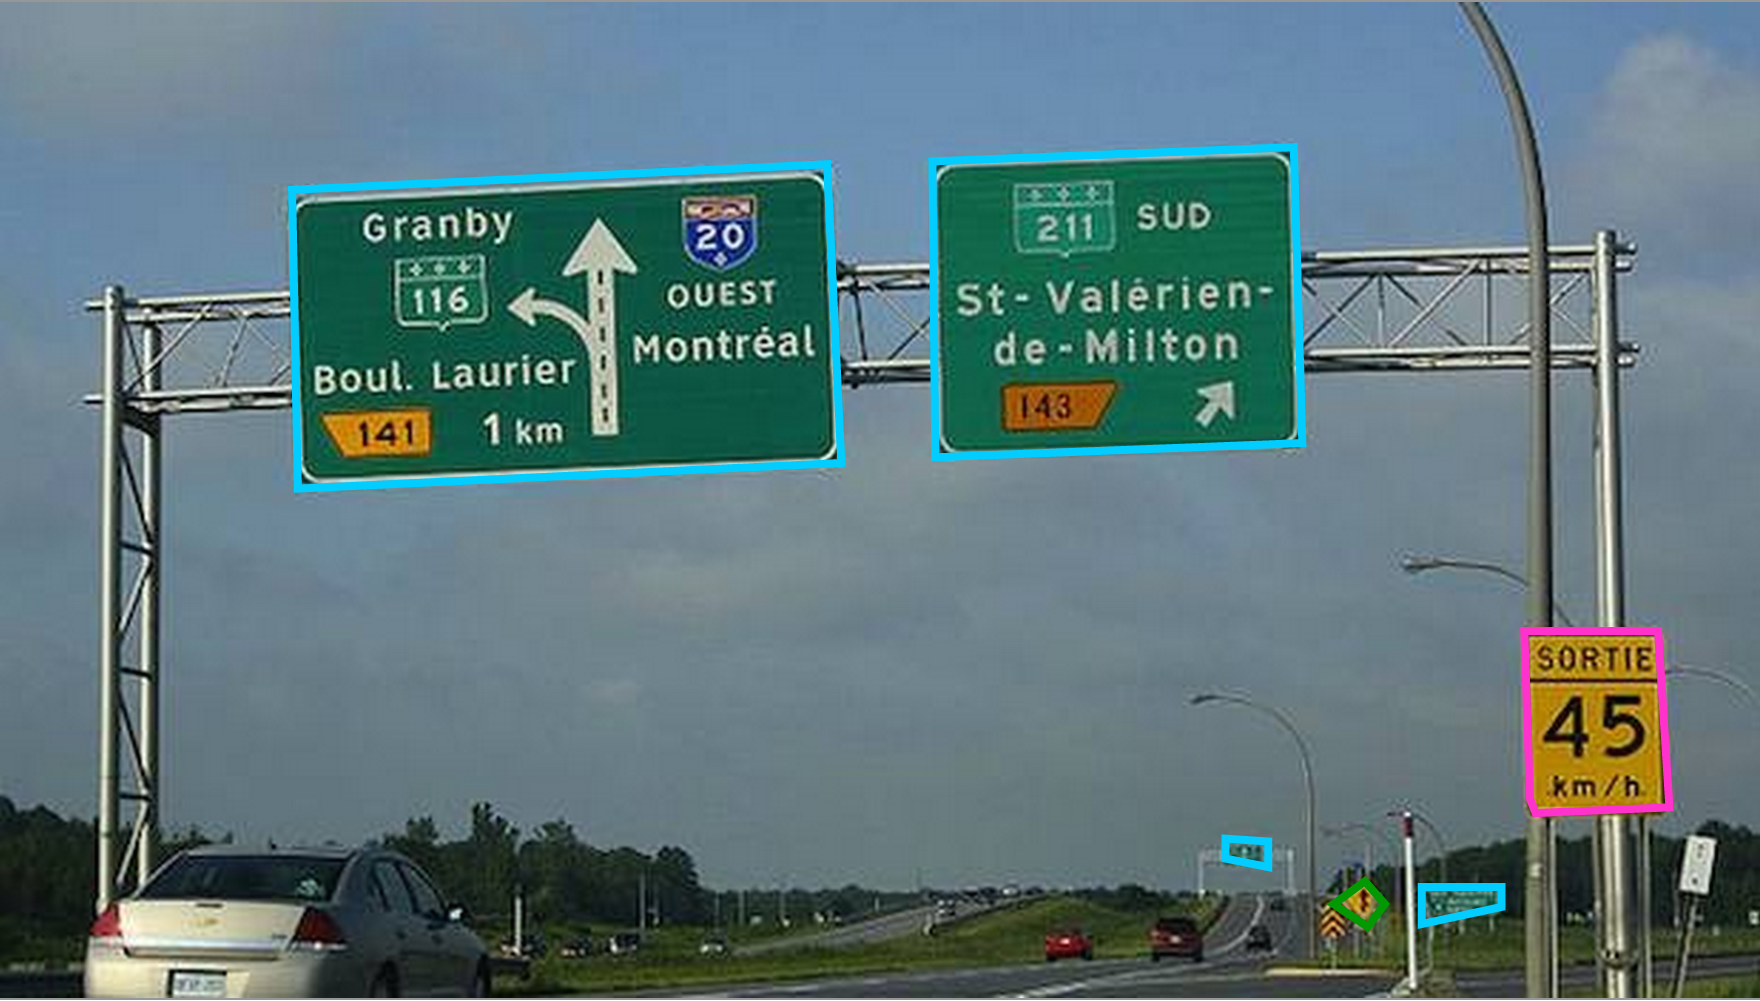 Granby
116
Boul. Laurier
141 1 km
20
OUEST
Montréal
211 SUD
St-Valérien-
de-Milton
143
SORTIE
45
km/h